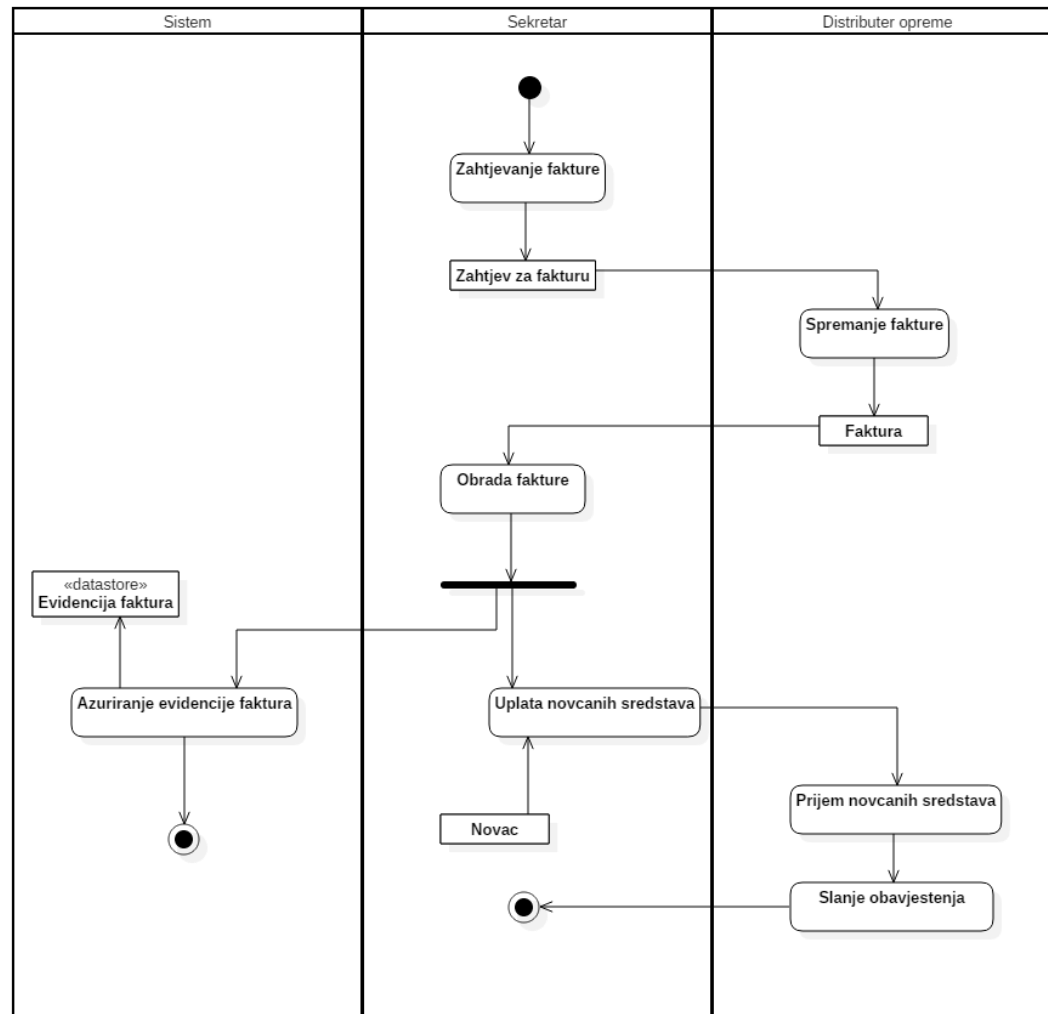 Sistem
Sekretar
Distributer opreme
Zahtjevanje fakture
Zahtjev za fakturu
Spremanje fakture
Faktura
Obrada fakture
«datastore»
Evidencija faktura
Azuriranje evidencije faktura
Uplata novcanih sredstava
Prijem novcanih sredstava
Novac
Slanje obavjestenja